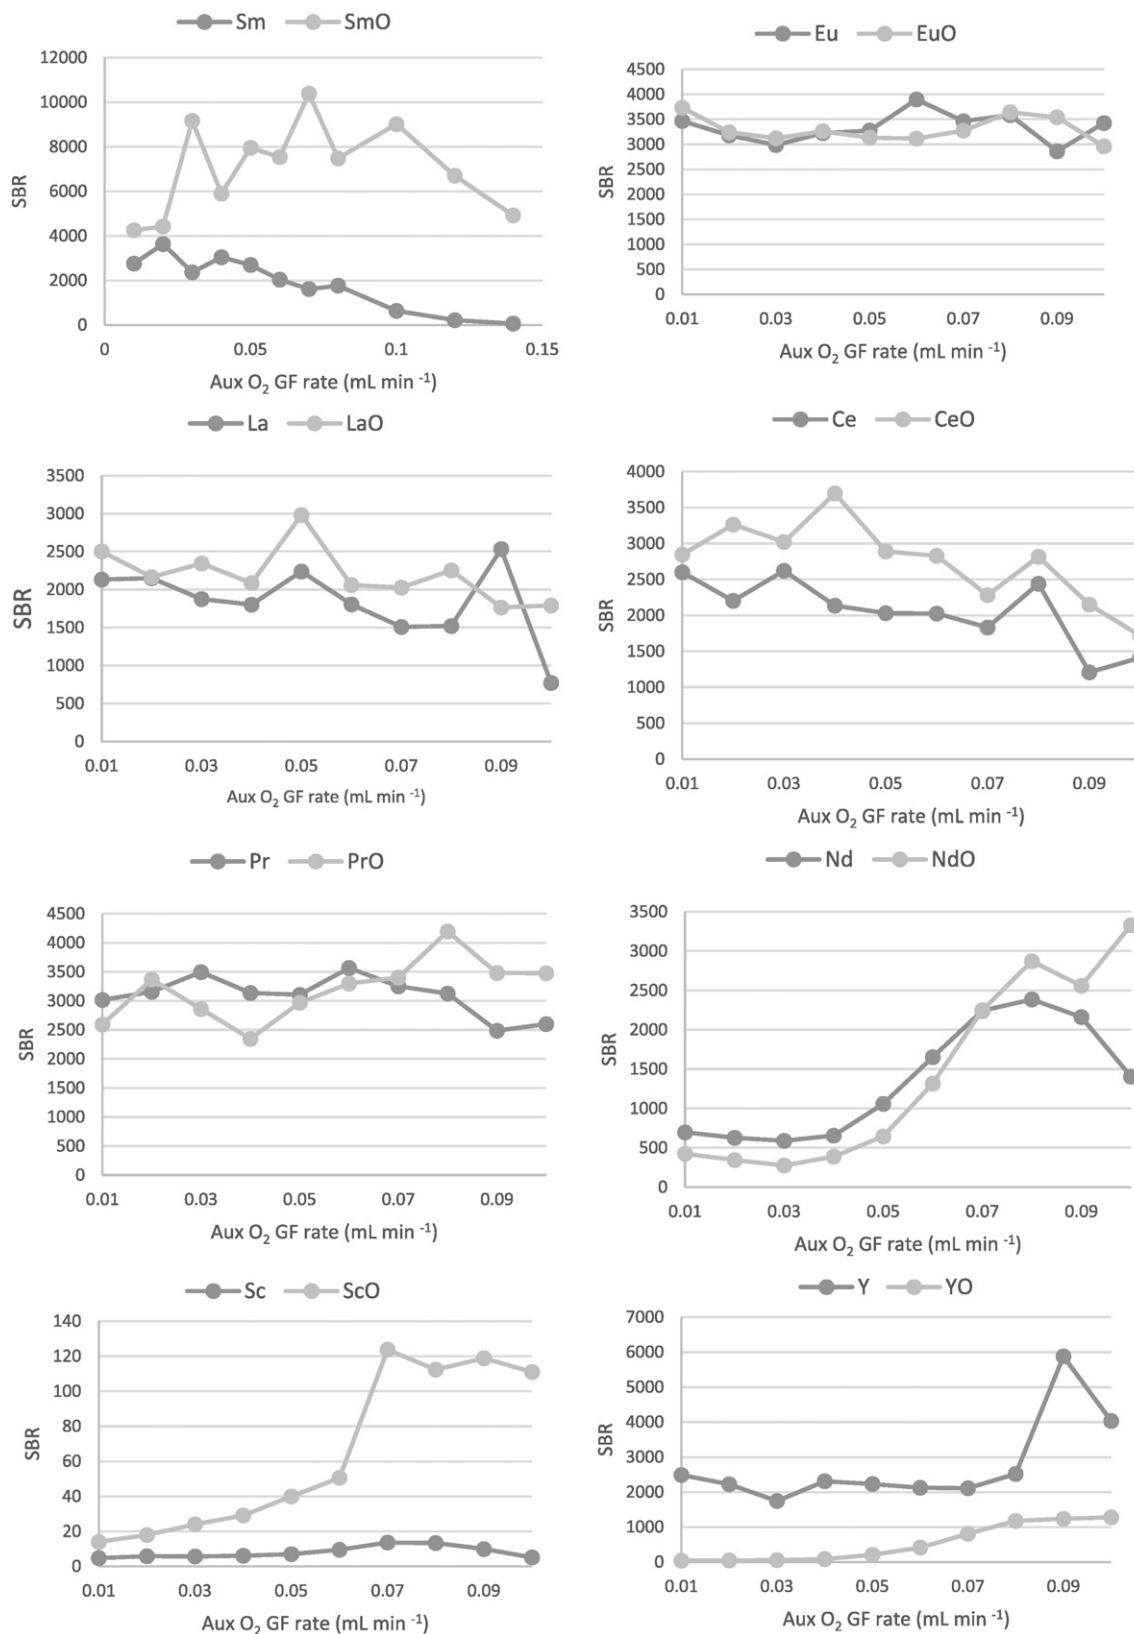 Sm SmO
12000
10000
8000
6000
4000
2000
0
SBR
0 0.05 0.1 0.15
Aux O₂ GF rate (mL min ⁻¹)
Eu EuO
4500
4000
3500
3000
2500
2000
1500
1000
500
0
SBR
0.01 0.03 0.05 0.07 0.09
Aux O₂ GF rate (mL min ⁻¹)
La LaO
3500
3000
2500
2000
1500
1000
500
0
SBR
0.01 0.03 0.05 0.07 0.09
Aux O₂ GF rate (mL min ⁻¹)
Ce CeO
4000
3500
3000
2500
2000
1500
1000
500
0
SBR
0.01 0.03 0.05 0.07 0.09
Aux O₂ GF rate (mL min ⁻¹)
Pr PrO
4500
4000
3500
3000
2500
2000
1500
1000
500
0
SBR
0.01 0.03 0.05 0.07 0.09
Aux O₂ GF rate (mL min ⁻¹)
Nd NdO
3500
3000
2500
2000
1500
1000
500
0
SBR
0.01 0.03 0.05 0.07 0.09
Aux O₂ GF rate (mL min ⁻¹)
Sc ScO
140
120
100
80
60
40
20
0
SBR
0.01 0.03 0.05 0.07 0.09
Aux O₂ GF rate (mL min ⁻¹)
Y YO
7000
6000
5000
4000
3000
2000
1000
0
SBR
0.01 0.03 0.05 0.07 0.09
Aux O₂ GF rate (mL min ⁻¹)